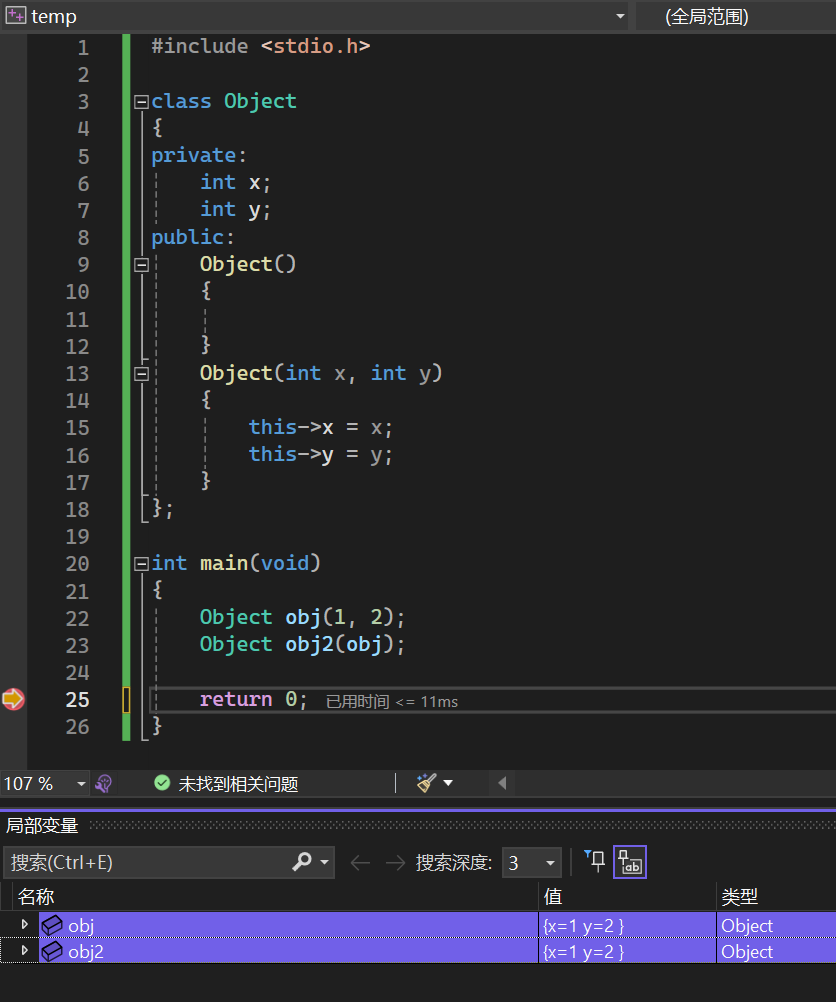 temp (全局范围)
1 #include <stdio.h>
2
3 class Object
4 {
5 private:
6 int x;
7 int y;
8 public:
9 Object()
10 {
11
12 }
13 Object(int x, int y)
14 {
15 this->x = x;
16 this->y = y;
17 }
18 };
19
20 int main(void)
21 {
22 Object obj(1, 2);
23 Object obj2(obj);
24
25 return 0; 已用时间 <= 11ms
26 }
107 % 未找到相关问题
局部变量
搜索(Ctrl+E) 搜索深度: 3
名称 值 类型
obj {x=1 y=2 } Object
obj2 {x=1 y=2 } Object